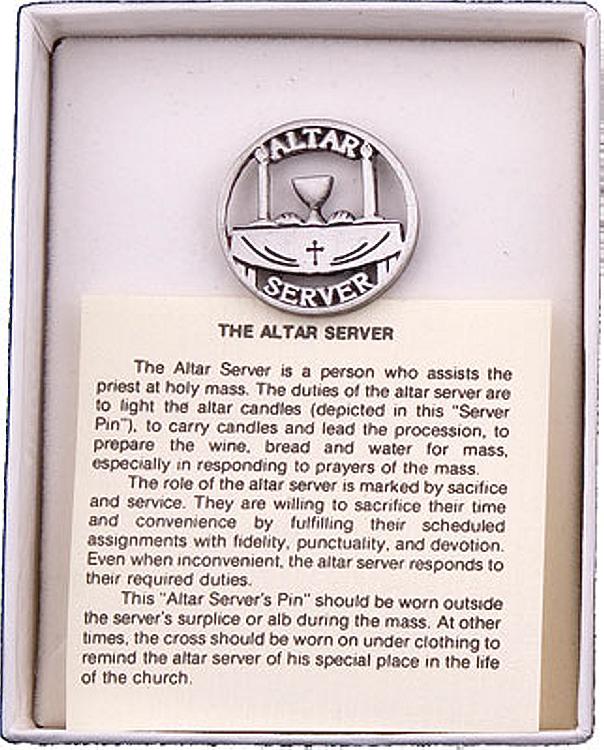 ALTAR
SERVER
THE ALTAR SERVER
The Altar Server is a person who assists the
priest at holy mass. The duties of the altar server are
to light the altar candles (depicted in this "Server
Pin"), to carry candles and lead the procession, to
prepare the wine, bread and water for mass,
especially in responding to prayers of the mass.
The role of the altar server is marked by sacifice
and service. They are willing to sacrifice their time
and convenience by fulfilling their scheduled
assignments with fidelity, punctuality, and devotion.
Even when inconvenient, the altar server responds to
their required duties.
This "Altar Server's Pin" should be worn outside
the server's surplice or alb during the mass. At other
times, the cross should be worn on under clothing to
remind the altar server of his special place in the life
of the church.